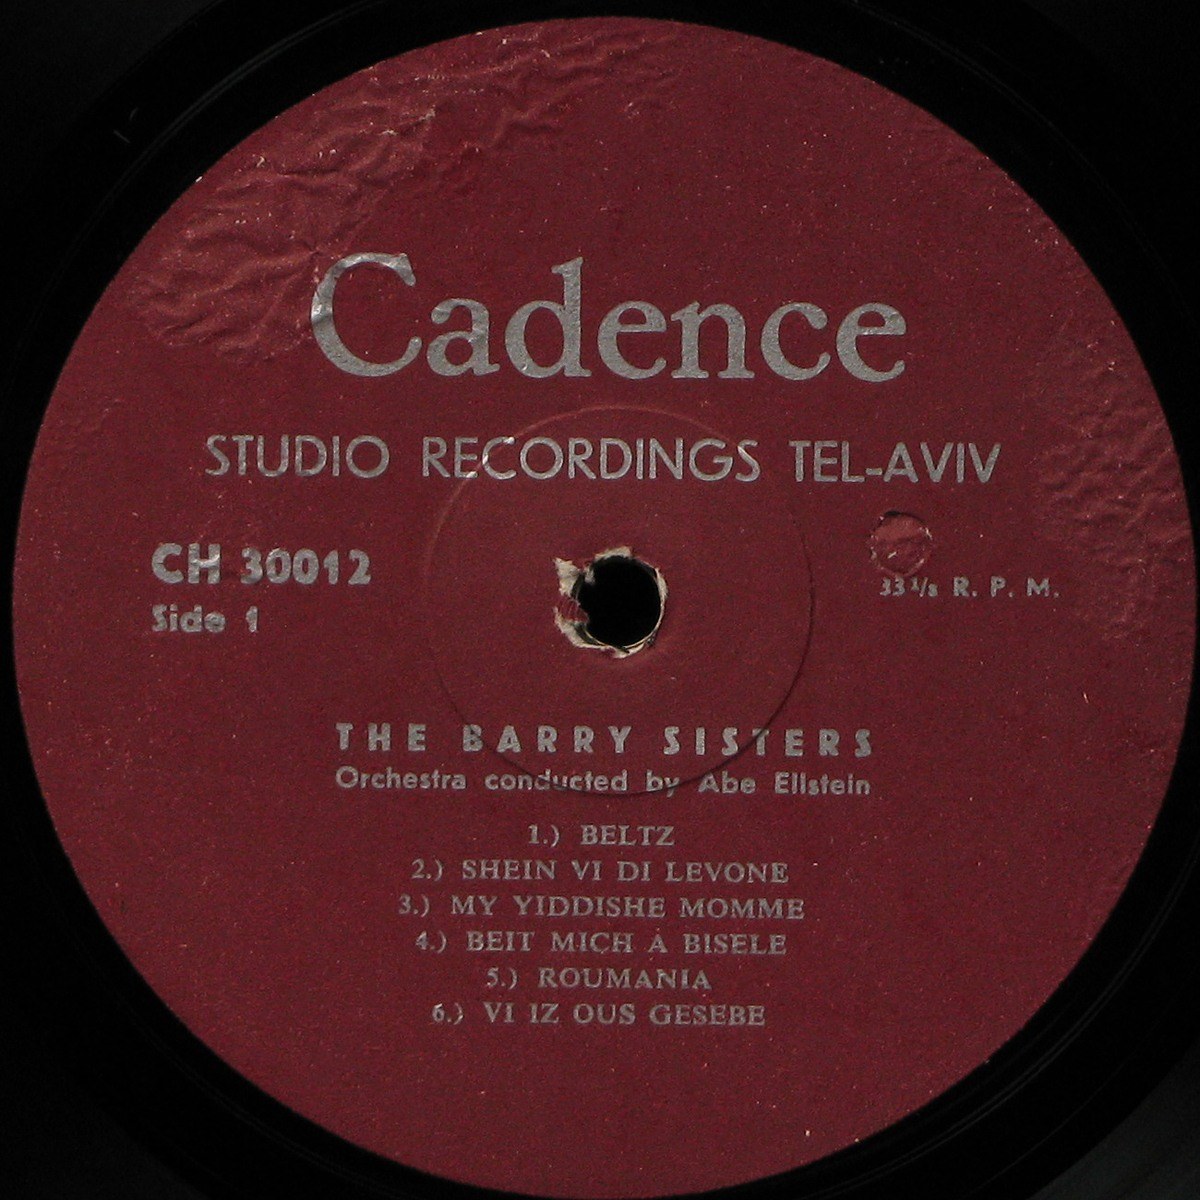 Cadence
STUDIO RECORDINGS TEL-AVIV
CH 30012
Side 1
33 1/3 R. P. M.
THE BARRY SISTERS
Orchestra conducted by Abe Ellstein
1.) BELTZ
2.) SHEIN VI DI LEVONE
3.) MY YIDDISHE MOMME
4.) BEIT MICH À BISELE
5.) ROUMANIA
6.) VI IZ OUS GESEBE